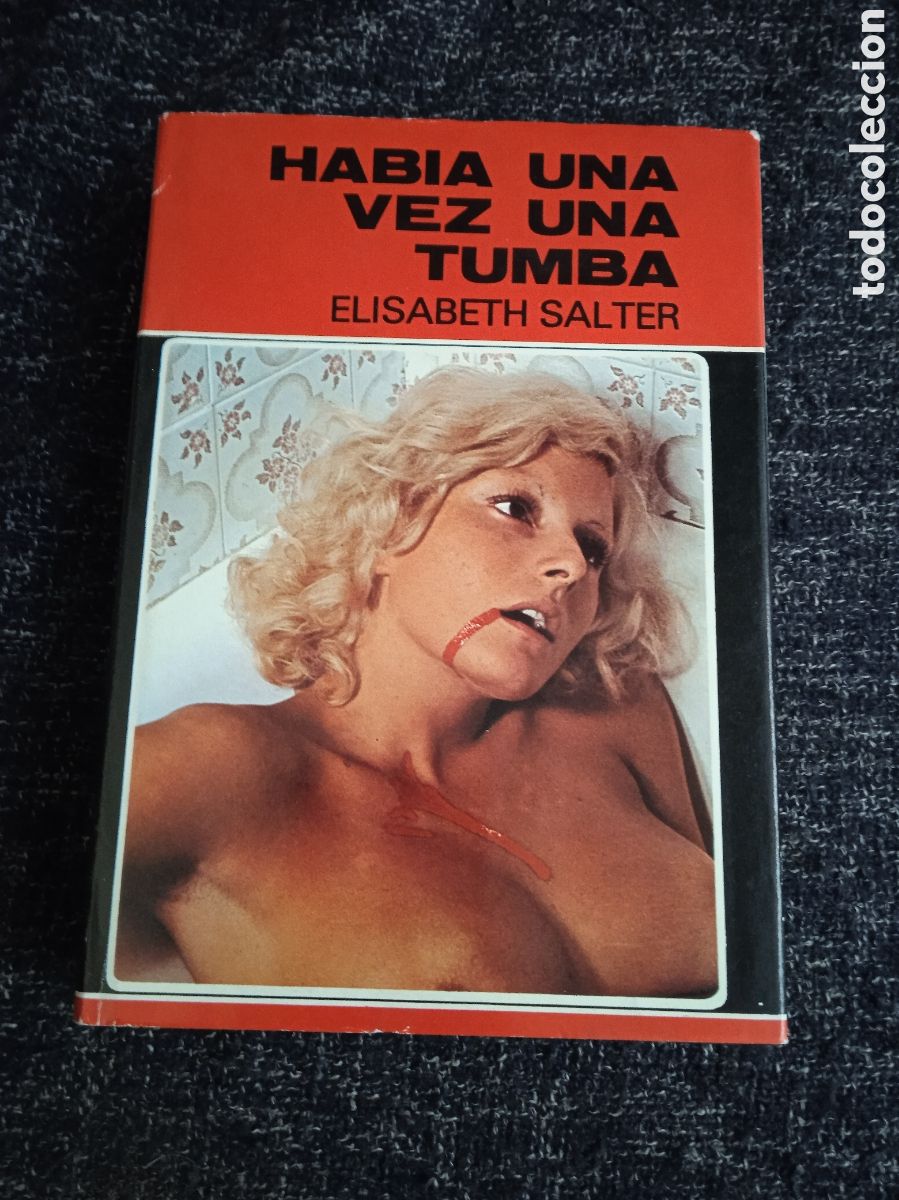 HABIA UNA
VEZ UNA
TUMBA
ELISABETH SALTER
todocoleccion